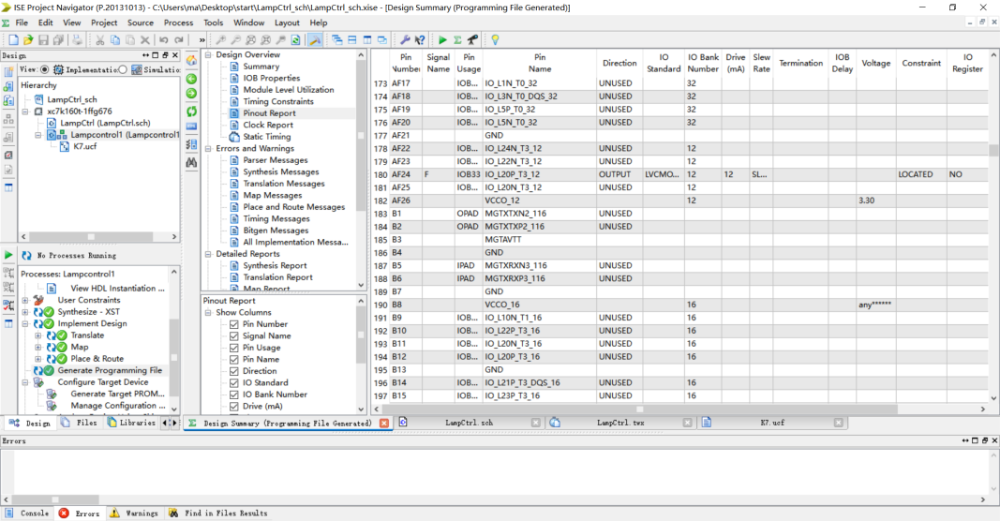 ISE Project Navigator (P.20131013) - C:\Users\ma\Desktop\start\LampCtrl_sch\LampCtrl_sch.xise - [Design Summary (Programming File Generated)]
File Edit View Project Source Process Tools Window Layout Help
Design
View: Implementatio Simulatio
Hierarchy
LampCtrl_sch
xc7k160t-1ffg676
LampCtrl (LampCtrl.sch)
Lampcontrol1 (Lampcontrol1
K7.ucf
No Processes Running
Processes: Lampcontrol1
View HDL Instantiation ...
User Constraints
Synthesize - XST
Implement Design
Translate
Map
Place & Route
Generate Programming File
Configure Target Device
Generate Target PROM...
Manage Configuration ...
Design Files Libraries
Design Overview
Summary
IOB Properties
Module Level Utilization
Timing Constraints
Pinout Report
Clock Report
Static Timing
Errors and Warnings
Parser Messages
Synthesis Messages
Translation Messages
Map Messages
Place and Route Messages
Timing Messages
Bitgen Messages
All Implementation Messa...
Detailed Reports
Synthesis Report
Translation Report
Map Report
Pinout Report
Show Columns
Pin Number
Signal Name
Pin Usage
Pin Name
Direction
IO Standard
IO Bank Number
Drive (mA)
Pin Number Signal Name Pin Usage Pin Name Direction IO Standard IO Bank Number Drive (mA) Slew Rate Termination IOB Delay Voltage Constraint IO Register
173 AF17 IOB... IO_L1N_T0_32 UNUSED 32
174 AF18 IOB... IO_L3N_T0_DQS_32 UNUSED 32
175 AF19 IOB... IO_L5P_T0_32 UNUSED 32
176 AF20 IOB... IO_L5N_T0_32 UNUSED 32
177 AF21 GND
178 AF22 IOB... IO_L24N_T3_12 UNUSED 12
179 AF23 IOB... IO_L22N_T3_12 UNUSED 12
180 AF24 F IOB33 IO_L20P_T3_12 OUTPUT LVCMO... 12 12 SL... LOCATED NO
181 AF25 IOB... IO_L20N_T3_12 UNUSED 12
182 AF26 VCCO_12 12 3.30
183 B1 OPAD MGTXTXN2_116 UNUSED
184 B2 OPAD MGTXTXP2_116 UNUSED
185 B3 MGTAVTT
186 B4 GND
187 B5 IPAD MGTXRXN3_116 UNUSED
188 B6 IPAD MGTXRXP3_116 UNUSED
189 B7 GND
190 B8 VCCO_16 16 any******
191 B9 IOB... IO_L10N_T1_16 UNUSED 16
192 B10 IOB... IO_L22P_T3_16 UNUSED 16
193 B11 IOB... IO_L20N_T3_16 UNUSED 16
194 B12 IOB... IO_L20P_T3_16 UNUSED 16
195 B13 GND
196 B14 IOB... IO_L21P_T3_DQS_16 UNUSED 16
197 B15 IOB... IO_L23P_T3_16 UNUSED 16
Design Summary (Programming File Generated) LampCtrl.sch LampCtrl.twx K7.ucf
Errors
Console Errors Warnings Find in Files Results